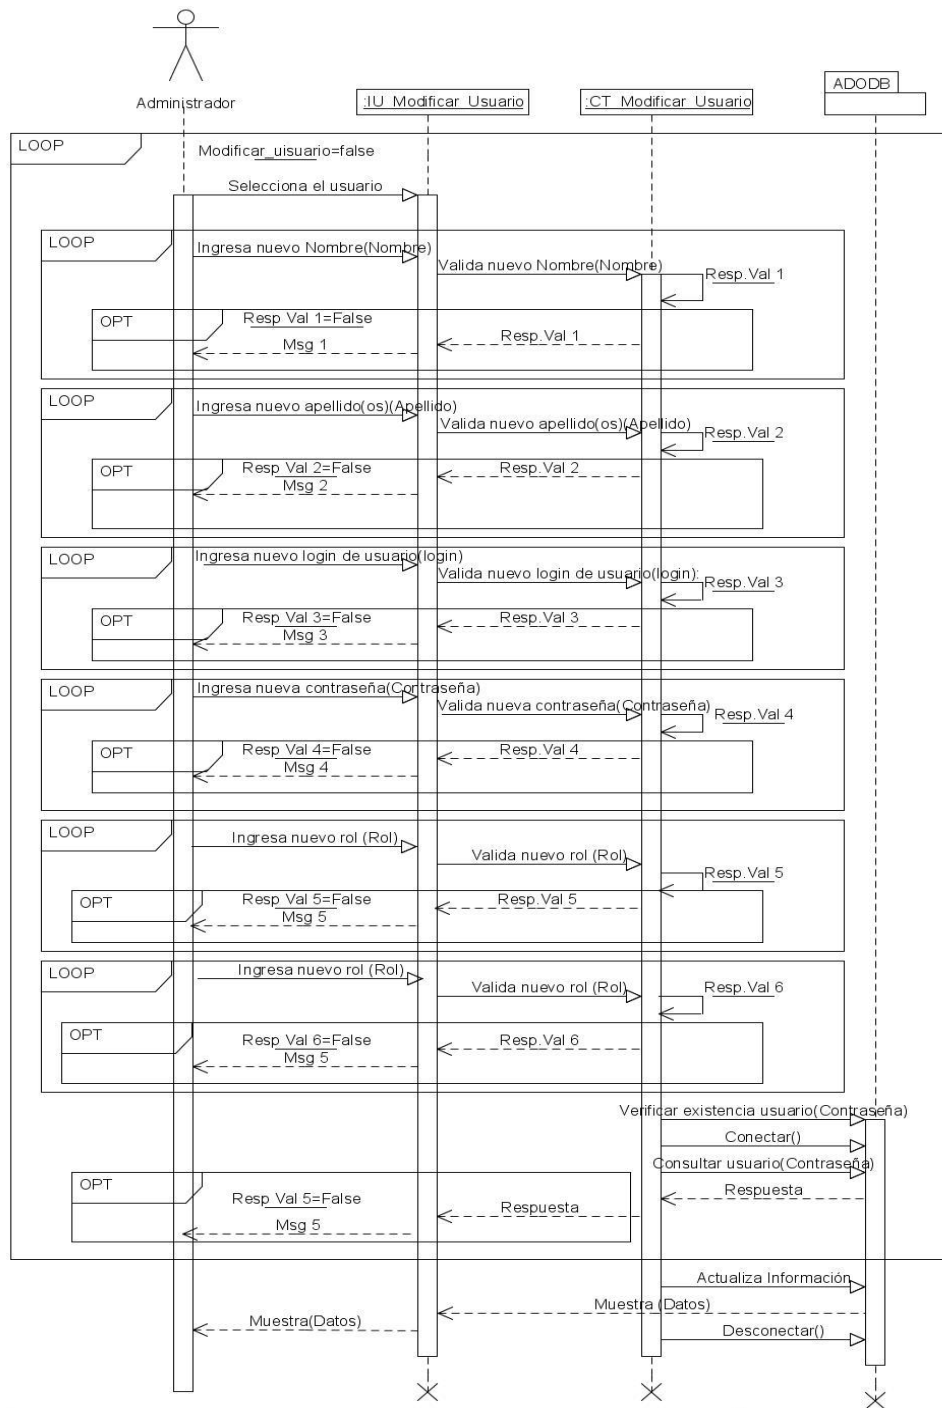 ADODB
Administrador
:IU_Modificar_Usuario
:CT_Modificar_Usuario
LOOP
Modificar_uisuario=false
Selecciona el usuario
LOOP
Ingresa nuevo Nombre(Nombre)
Valida nuevo Nombre(Nombre)
Resp.Val 1
OPT
Resp Val 1=False
Msg 1
Resp.Val 1
LOOP
Ingresa nuevo apellido(os)(Apellido)
Valida nuevo apellido(os)(Apellido)
Resp.Val 2
OPT
Resp Val 2=False
Msg 2
Resp.Val 2
LOOP
Ingresa nuevo login de usuario(login)
Valida nuevo login de usuario(login):
Resp.Val 3
OPT
Resp Val 3=False
Msg 3
Resp.Val 3
LOOP
Ingresa nueva contraseña(Contraseña)
Valida nueva contraseña(Contraseña)
Resp.Val 4
OPT
Resp Val 4=False
Msg 4
Resp.Val 4
LOOP
Ingresa nuevo rol (Rol)
Valida nuevo rol (Rol)
Resp.Val 5
OPT
Resp Val 5=False
Msg 5
Resp.Val 5
LOOP
Ingresa nuevo rol (Rol)
Valida nuevo rol (Rol)
Resp.Val 6
OPT
Resp Val 6=False
Msg 5
Resp.Val 6
Verificar existencia usuario(Contraseña)
Conectar()
Consultar usuario(Contraseña)
Respuesta
OPT
Resp Val 5=False
Msg 5
Respuesta
Actualiza Información
Muestra (Datos)
Muestra(Datos)
Desconectar()